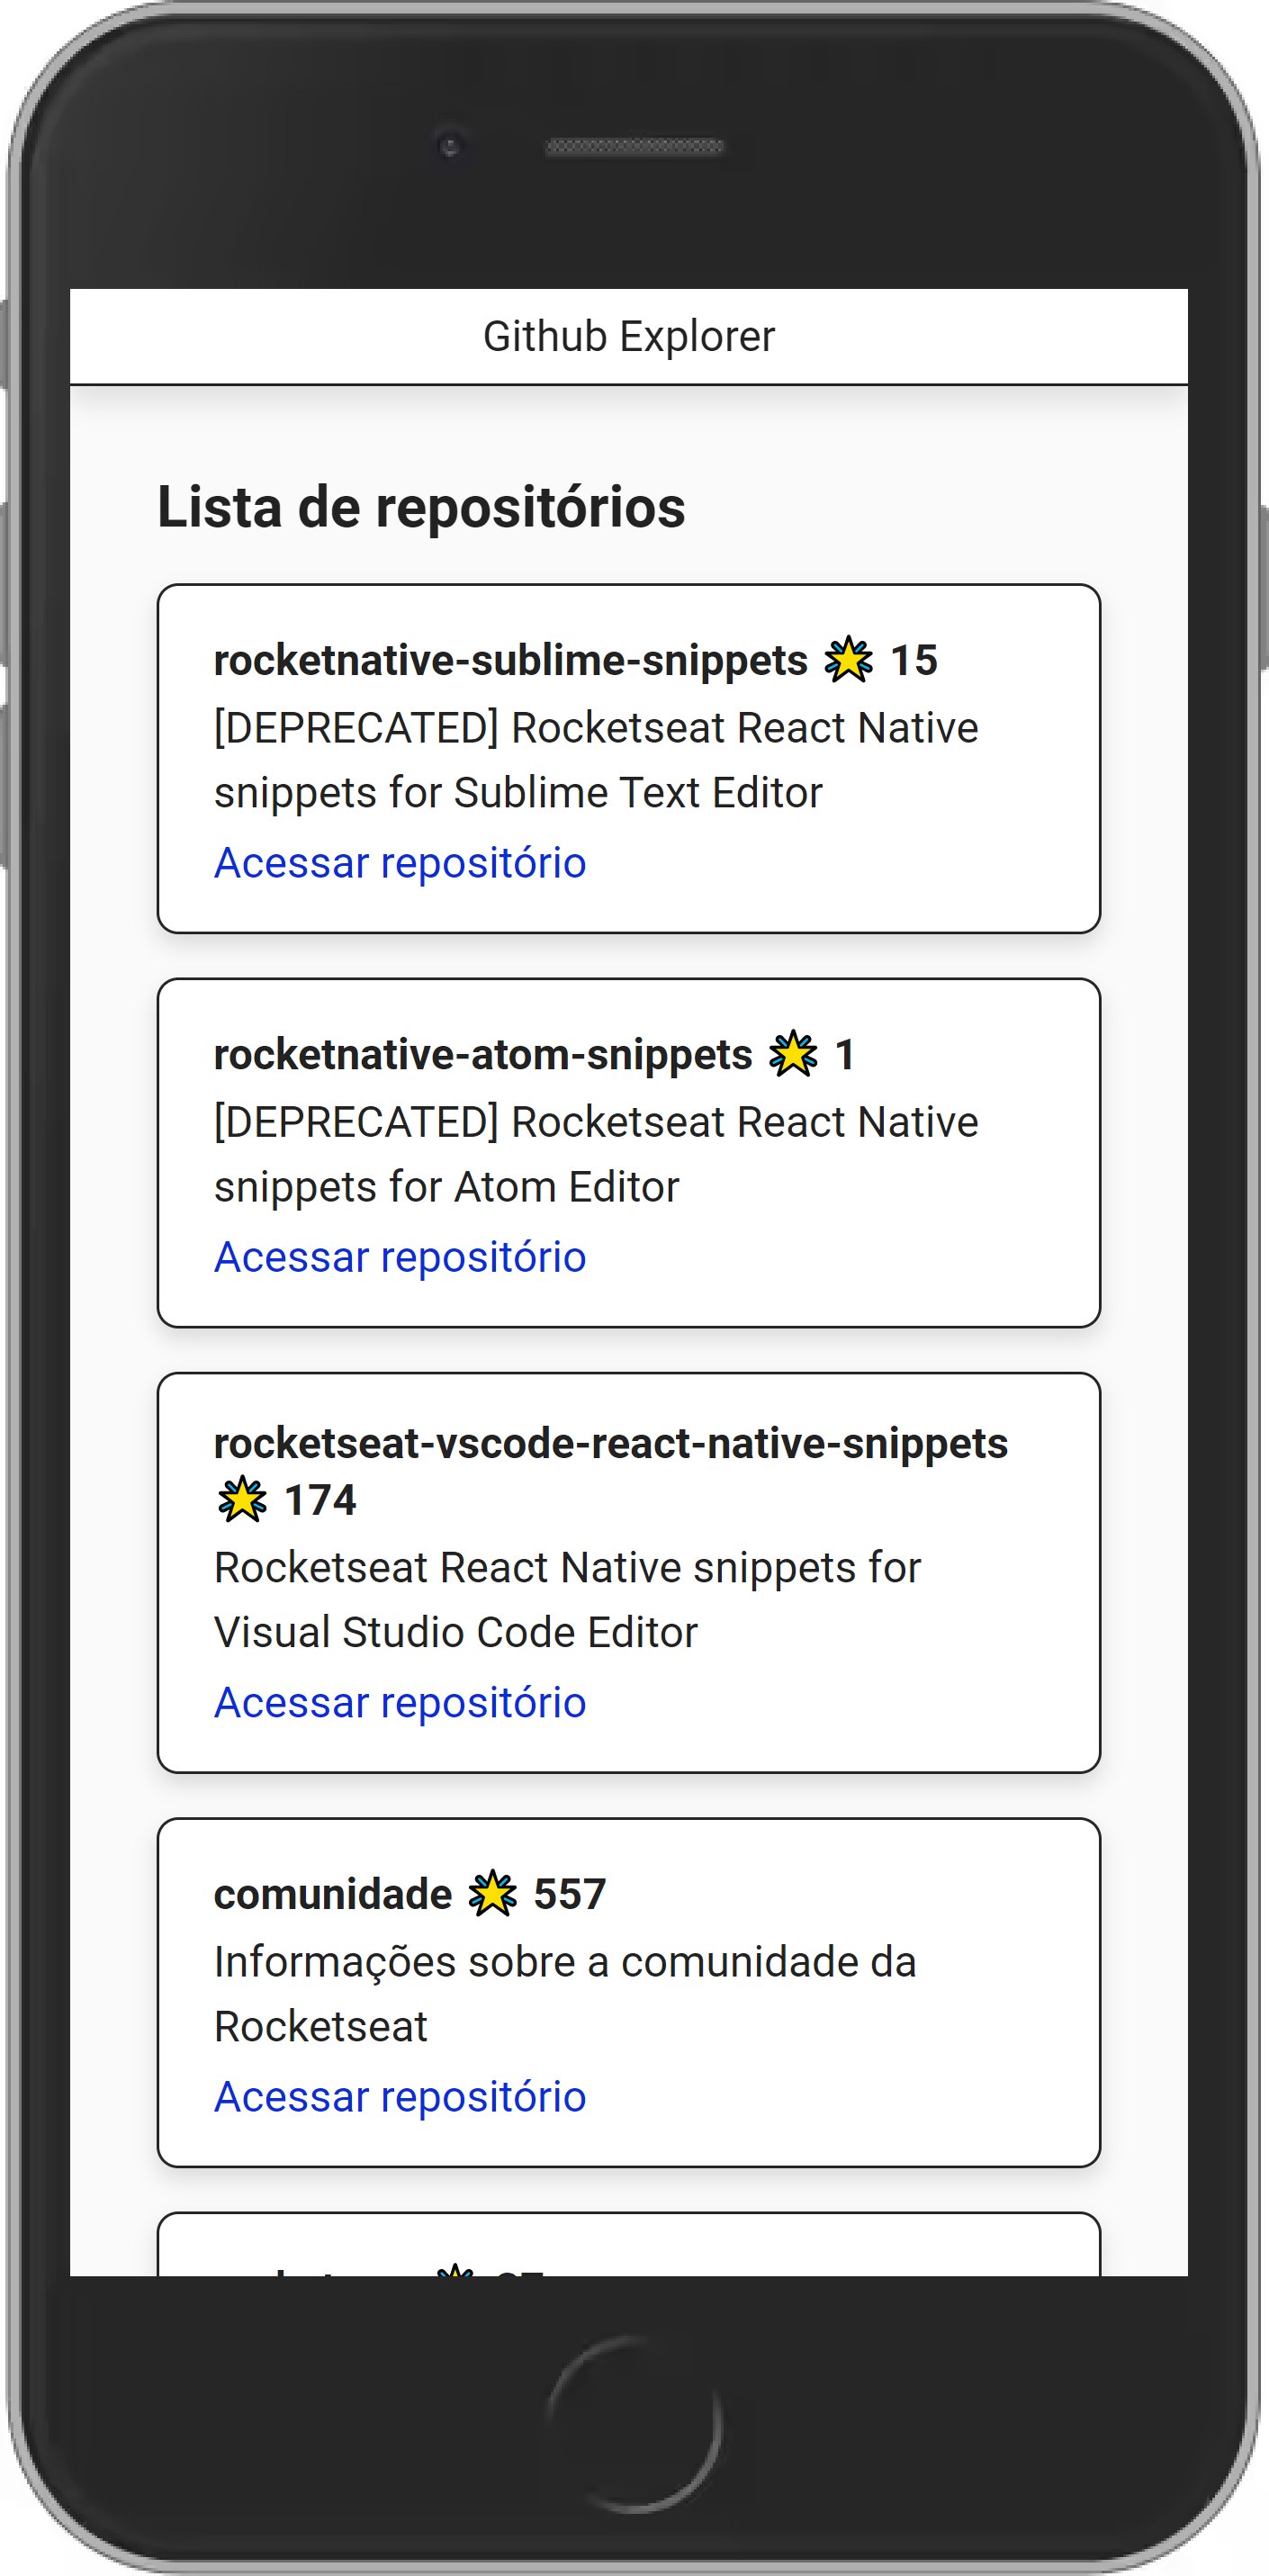 Github Explorer
Lista de repositórios
rocketnative-sublime-snippets 15
[DEPRECATED] Rocketseat React Native
snippets for Sublime Text Editor
Acessar repositório
rocketnative-atom-snippets 1
[DEPRECATED] Rocketseat React Native
snippets for Atom Editor
Acessar repositório
rocketseat-vscode-react-native-snippets
174
Rocketseat React Native snippets for
Visual Studio Code Editor
Acessar repositório
comunidade 557
Informações sobre a comunidade da
Rocketseat
Acessar repositório